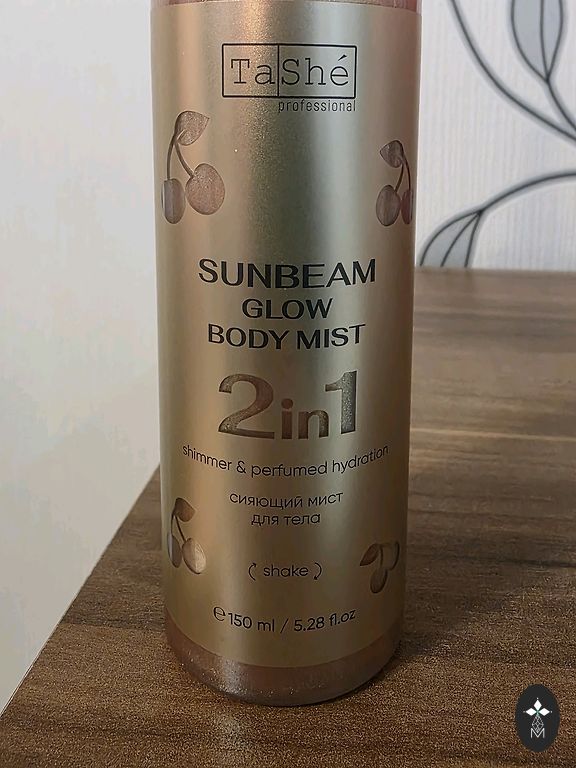 TaShé
professional
SUNBEAM
GLOW
BODY MIST
2in1
shimmer & perfumed hydration
сияющий мист
для тела
shake
℮ 150 ml / 5.28 fl.oz